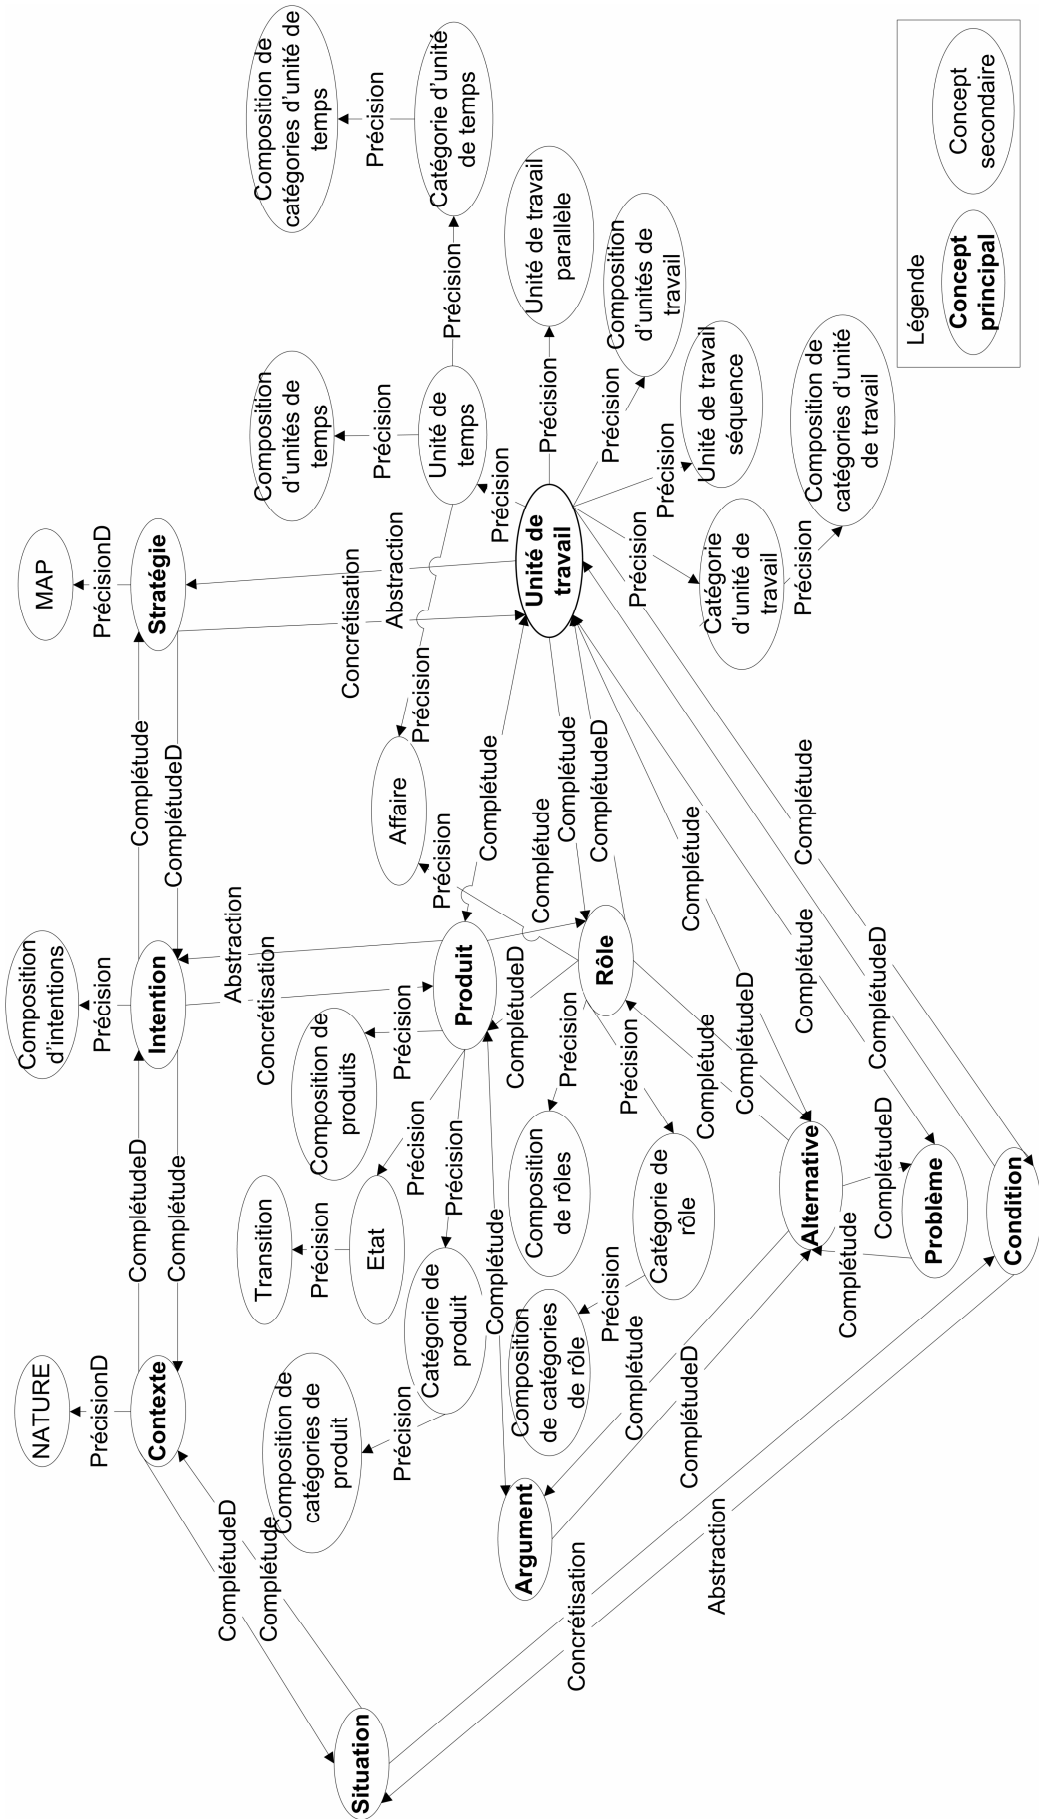 NATURE
PrécisionD
Contexte
Composition
d'intentions
Précision
Intention
MAP
PrécisionD
Stratégie
ComplétudeD
Complétude
Complétude
ComplétudeD
ComplétudeD
Complétude
Situation
Abstraction
Concrétisation
Concrétisation
Abstraction
Transition
Précision
Etat
Composition de
produits
Précision
Précision
Précision
Produit
Composition de
catégories de
produit
Précision
Catégorie de
produit
Composition
d'unités de
temps
Précision
Unité de
temps
Composition de
catégories d'unité de
temps
Précision
Catégorie d'unité
de temps
Précision
Précision
Affaire
Précision
Précision
Complétude
Complétude
Complétude
ComplétudeD
ComplétudeD
Complétude
Argument
Composition
de rôles
Précision
Rôle
Précision
Catégorie de
rôle
Précision
Composition
de catégories
de rôle
Unité de
travail
Précision
Unité de travail
parallèle
Précision
Composition
d'unités de
travail
Précision
Unité de travail
séquence
Précision
Catégorie
d'unité de
travail
Précision
Composition de
catégories d'unité
de travail
Complétude
ComplétudeD
Complétude
ComplétudeD
Complétude
Alternative
ComplétudeD
Complétude
Problème
Complétude
ComplétudeD
Complétude
Condition
Concrétisation
Abstraction
Légende
Concept
principal
Concept
secondaire